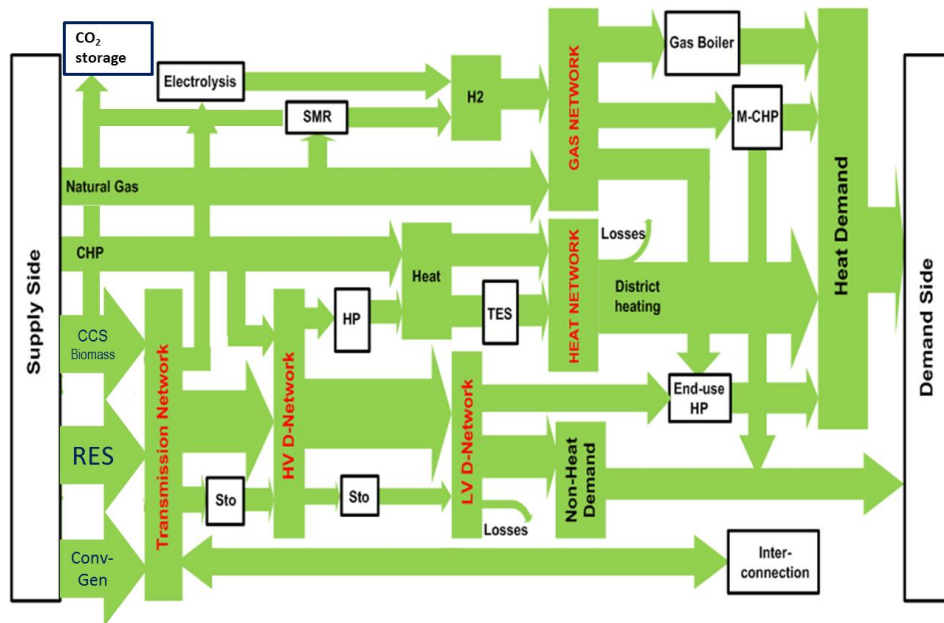 CO₂
storage
Electrolysis
SMR
H2
GAS NETWORK
Gas Boiler
M-CHP
Natural Gas
CHP
Heat
HP
TES
HEAT NETWORK
Losses
District
heating
Heat Demand
Supply Side
Demand Side
CCS
Biomass
RES
Conv-
Gen
Transmission Network
HV D-Network
LV D-Network
Sto
Sto
Losses
End-use
HP
Non-Heat
Demand
Inter-
connection